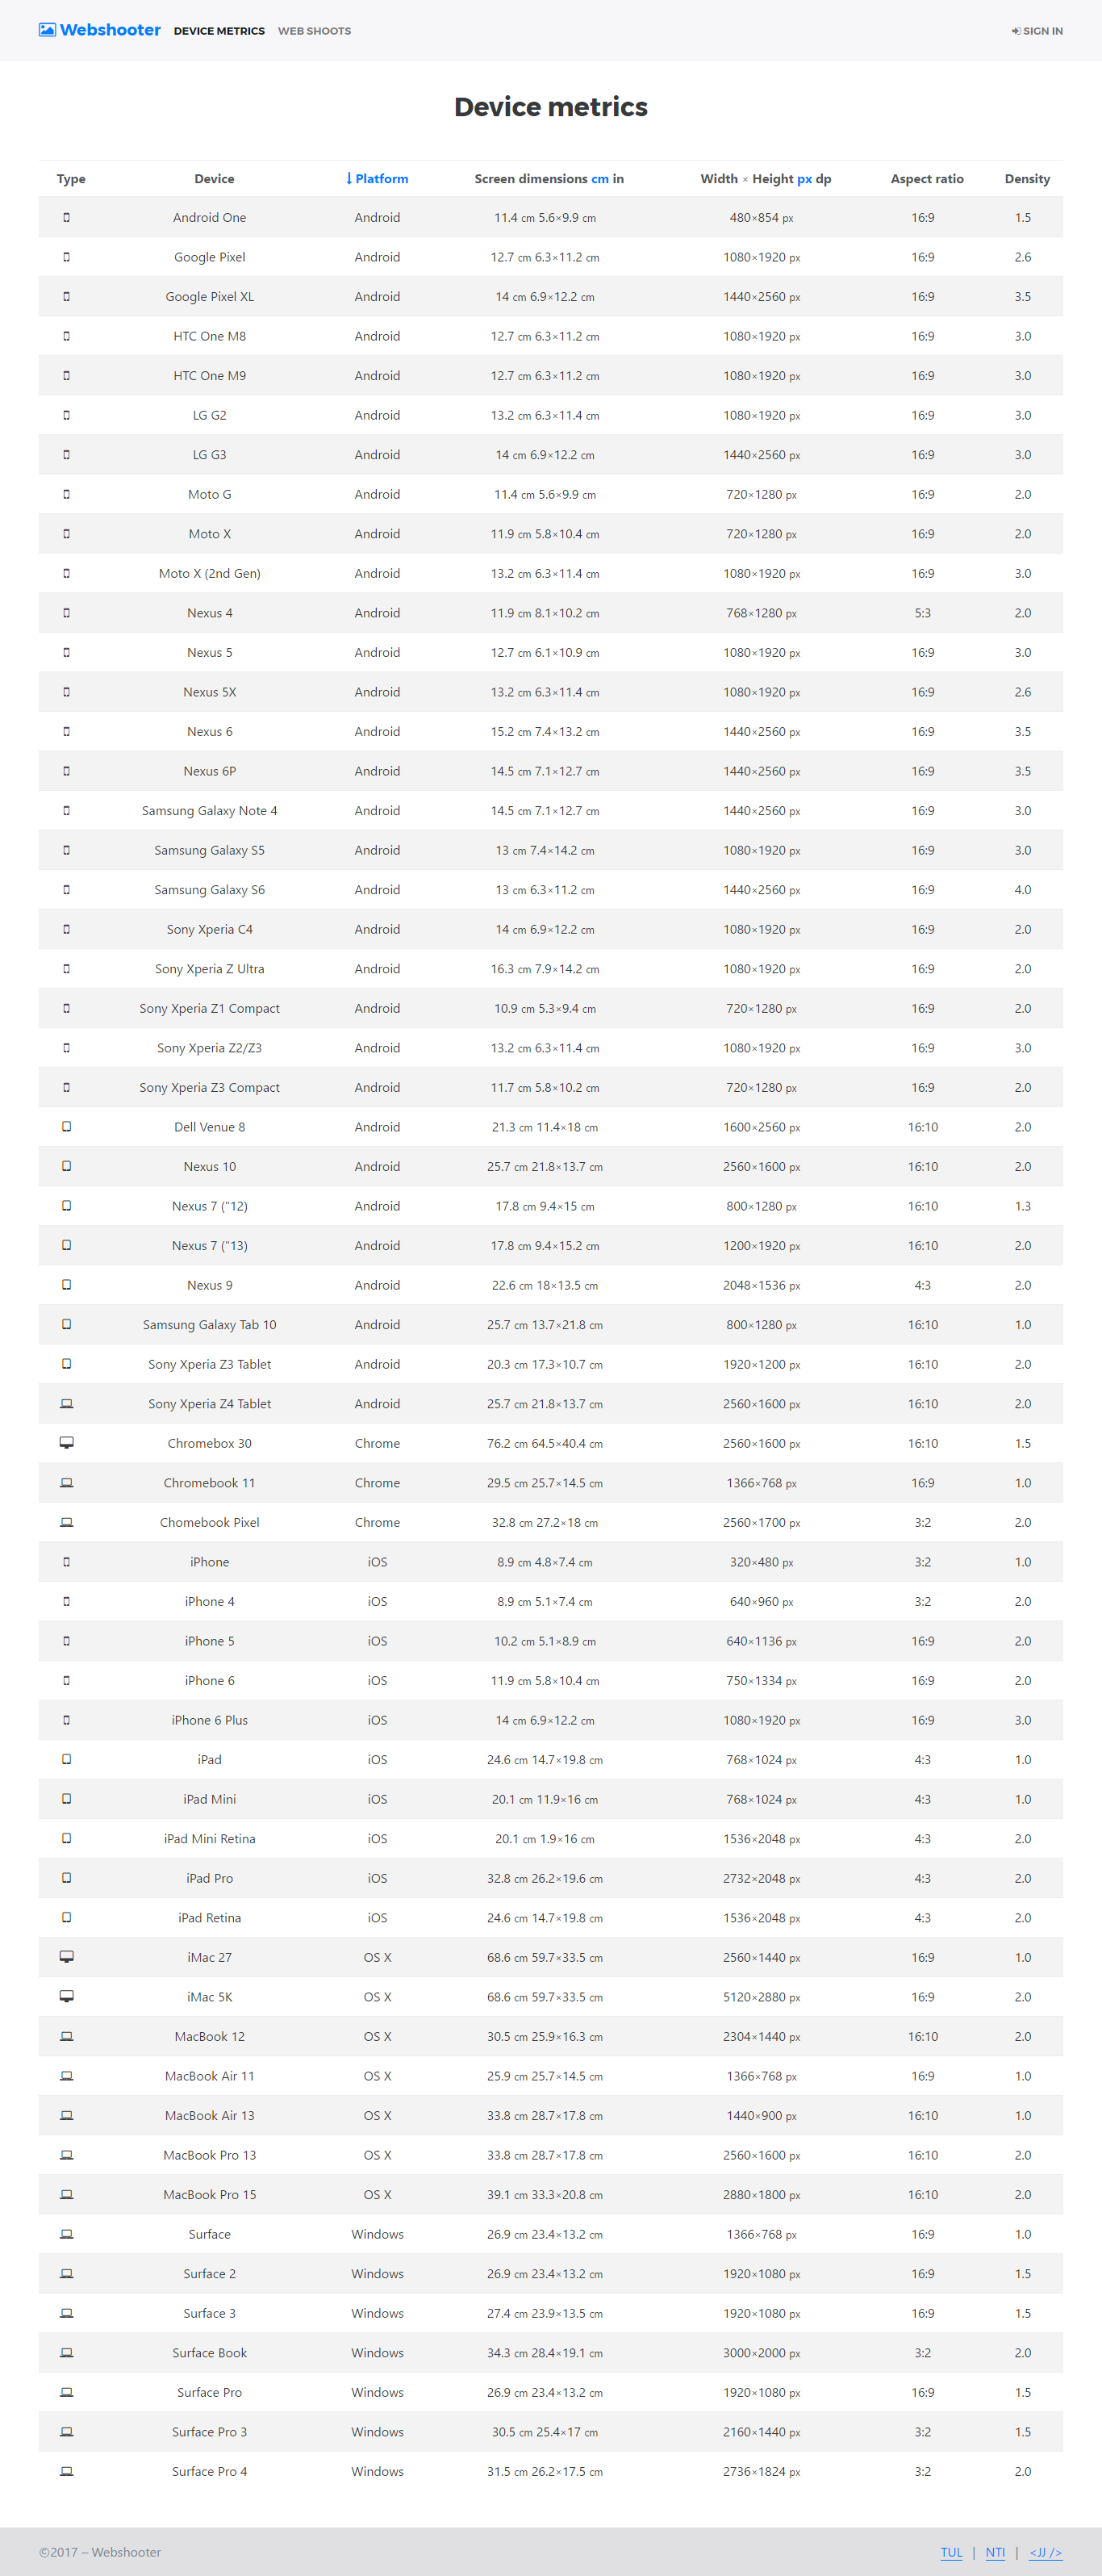 Webshooter DEVICE METRICS WEB SHOOTS SIGN IN
Device metrics
Type Device Platform Screen dimensions cm in Width × Height px dp Aspect ratio Density
Android One Android 11.4 cm 5.6×9.9 cm 480×854 px 16:9 1.5
Google Pixel Android 12.7 cm 6.3×11.2 cm 1080×1920 px 16:9 2.6
Google Pixel XL Android 14 cm 6.9×12.2 cm 1440×2560 px 16:9 3.5
HTC One M8 Android 12.7 cm 6.3×11.2 cm 1080×1920 px 16:9 3.0
HTC One M9 Android 12.7 cm 6.3×11.2 cm 1080×1920 px 16:9 3.0
LG G2 Android 13.2 cm 6.3×11.4 cm 1080×1920 px 16:9 3.0
LG G3 Android 14 cm 6.9×12.2 cm 1440×2560 px 16:9 3.0
Moto G Android 11.4 cm 5.6×9.9 cm 720×1280 px 16:9 2.0
Moto X Android 11.9 cm 5.8×10.4 cm 720×1280 px 16:9 2.0
Moto X (2nd Gen) Android 13.2 cm 6.3×11.4 cm 1080×1920 px 16:9 3.0
Nexus 4 Android 11.9 cm 8.1×10.2 cm 768×1280 px 5:3 2.0
Nexus 5 Android 12.7 cm 6.1×10.9 cm 1080×1920 px 16:9 3.0
Nexus 5X Android 13.2 cm 6.3×11.4 cm 1080×1920 px 16:9 2.6
Nexus 6 Android 15.2 cm 7.4×13.2 cm 1440×2560 px 16:9 3.5
Nexus 6P Android 14.5 cm 7.1×12.7 cm 1440×2560 px 16:9 3.5
Samsung Galaxy Note 4 Android 14.5 cm 7.1×12.7 cm 1440×2560 px 16:9 3.0
Samsung Galaxy S5 Android 13 cm 7.4×14.2 cm 1080×1920 px 16:9 3.0
Samsung Galaxy S6 Android 13 cm 6.3×11.2 cm 1440×2560 px 16:9 4.0
Sony Xperia C4 Android 14 cm 6.9×12.2 cm 1080×1920 px 16:9 2.0
Sony Xperia Z Ultra Android 16.3 cm 7.9×14.2 cm 1080×1920 px 16:9 2.0
Sony Xperia Z1 Compact Android 10.9 cm 5.3×9.4 cm 720×1280 px 16:9 2.0
Sony Xperia Z2/Z3 Android 13.2 cm 6.3×11.4 cm 1080×1920 px 16:9 3.0
Sony Xperia Z3 Compact Android 11.7 cm 5.8×10.2 cm 720×1280 px 16:9 2.0
Dell Venue 8 Android 21.3 cm 11.4×18 cm 1600×2560 px 16:10 2.0
Nexus 10 Android 25.7 cm 21.8×13.7 cm 2560×1600 px 16:10 2.0
Nexus 7 (“12) Android 17.8 cm 9.4×15 cm 800×1280 px 16:10 1.3
Nexus 7 (“13) Android 17.8 cm 9.4×15.2 cm 1200×1920 px 16:10 2.0
Nexus 9 Android 22.6 cm 18×13.5 cm 2048×1536 px 4:3 2.0
Samsung Galaxy Tab 10 Android 25.7 cm 13.7×21.8 cm 800×1280 px 16:10 1.0
Sony Xperia Z3 Tablet Android 20.3 cm 17.3×10.7 cm 1920×1200 px 16:10 2.0
Sony Xperia Z4 Tablet Android 25.7 cm 21.8×13.7 cm 2560×1600 px 16:10 2.0
Chromebox 30 Chrome 76.2 cm 64.5×40.4 cm 2560×1600 px 16:10 1.5
Chromebook 11 Chrome 29.5 cm 25.7×14.5 cm 1366×768 px 16:9 1.0
Chomebook Pixel Chrome 32.8 cm 27.2×18 cm 2560×1700 px 3:2 2.0
iPhone iOS 8.9 cm 4.8×7.4 cm 320×480 px 3:2 1.0
iPhone 4 iOS 8.9 cm 5.1×7.4 cm 640×960 px 3:2 2.0
iPhone 5 iOS 10.2 cm 5.1×8.9 cm 640×1136 px 16:9 2.0
iPhone 6 iOS 11.9 cm 5.8×10.4 cm 750×1334 px 16:9 2.0
iPhone 6 Plus iOS 14 cm 6.9×12.2 cm 1080×1920 px 16:9 3.0
iPad iOS 24.6 cm 14.7×19.8 cm 768×1024 px 4:3 1.0
iPad Mini iOS 20.1 cm 11.9×16 cm 768×1024 px 4:3 1.0
iPad Mini Retina iOS 20.1 cm 1.9×16 cm 1536×2048 px 4:3 2.0
iPad Pro iOS 32.8 cm 26.2×19.6 cm 2732×2048 px 4:3 2.0
iPad Retina iOS 24.6 cm 14.7×19.8 cm 1536×2048 px 4:3 2.0
iMac 27 OS X 68.6 cm 59.7×33.5 cm 2560×1440 px 16:9 1.0
iMac 5K OS X 68.6 cm 59.7×33.5 cm 5120×2880 px 16:9 2.0
MacBook 12 OS X 30.5 cm 25.9×16.3 cm 2304×1440 px 16:10 2.0
MacBook Air 11 OS X 25.9 cm 25.7×14.5 cm 1366×768 px 16:9 1.0
MacBook Air 13 OS X 33.8 cm 28.7×17.8 cm 1440×900 px 16:10 1.0
MacBook Pro 13 OS X 33.8 cm 28.7×17.8 cm 2560×1600 px 16:10 2.0
MacBook Pro 15 OS X 39.1 cm 33.3×20.8 cm 2880×1800 px 16:10 2.0
Surface Windows 26.9 cm 23.4×13.2 cm 1366×768 px 16:9 1.0
Surface 2 Windows 26.9 cm 23.4×13.2 cm 1920×1080 px 16:9 1.5
Surface 3 Windows 27.4 cm 23.9×13.5 cm 1920×1080 px 16:9 1.5
Surface Book Windows 34.3 cm 28.4×19.1 cm 3000×2000 px 3:2 2.0
Surface Pro Windows 26.9 cm 23.4×13.2 cm 1920×1080 px 16:9 1.5
Surface Pro 3 Windows 30.5 cm 25.4×17 cm 2160×1440 px 3:2 1.5
Surface Pro 4 Windows 31.5 cm 26.2×17.5 cm 2736×1824 px 3:2 2.0
©2017 – Webshooter TUL | NTI | <JJ />